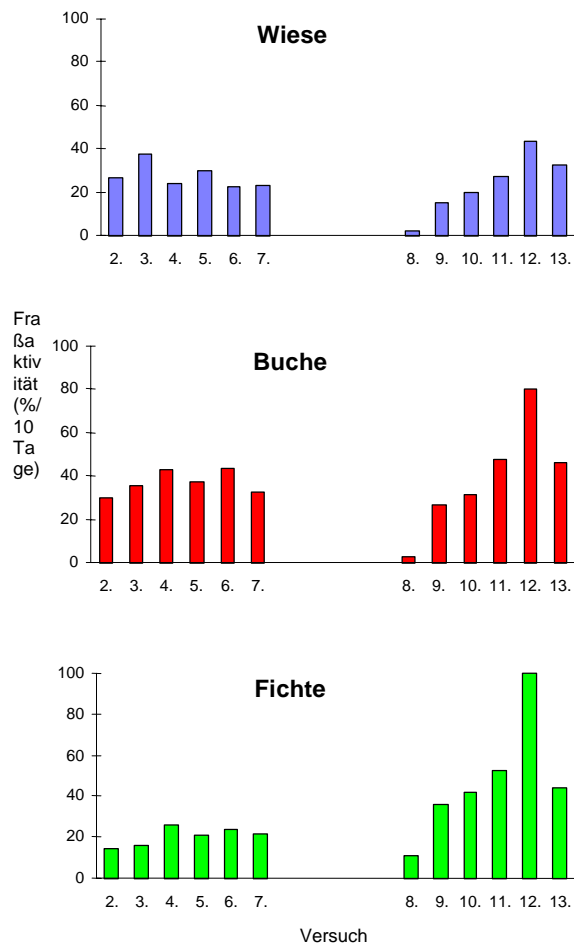 Wiese
100
80
60
40
20
0
2. 3. 4. 5. 6. 7. 8. 9. 10. 11. 12. 13.
Fra
ßa
ktiv
ität
(%/
10
Ta
ge)
Buche
100
80
60
40
20
0
2. 3. 4. 5. 6. 7. 8. 9. 10. 11. 12. 13.
Fichte
100
80
60
40
20
0
2. 3. 4. 5. 6. 7. 8. 9. 10. 11. 12. 13.
Versuch